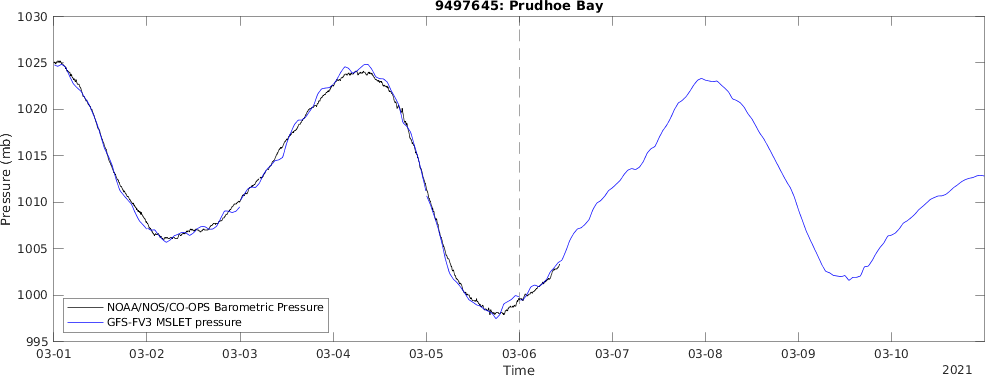 9497645: Prudhoe Bay
1030
1025
1020
1015
1010
1005
1000
995
Pressure (mb)
NOAA/NOS/CO-OPS Barometric Pressure
GFS-FV3 MSLET pressure
03-01 03-02 03-03 03-04 03-05 03-06 03-07 03-08 03-09 03-10
Time
2021